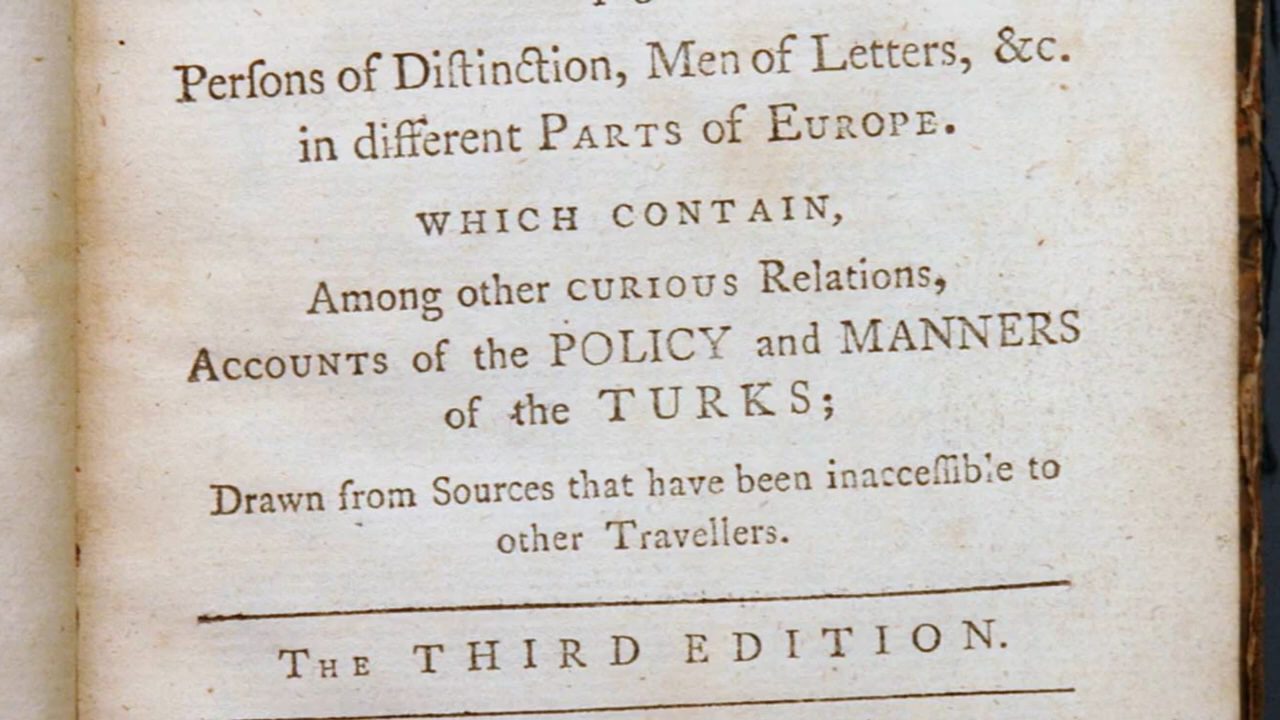 Perſons of Diſtinction, Men of Letters, &c.
in different PARTS of EUROPE.
WHICH CONTAIN,
Among other CURIOUS Relations,
ACCOUNTS of the POLICY and MANNERS
of the TURKS;
Drawn from Sources that have been inacceſſible to
other Travellers.
THE THIRD EDITION.